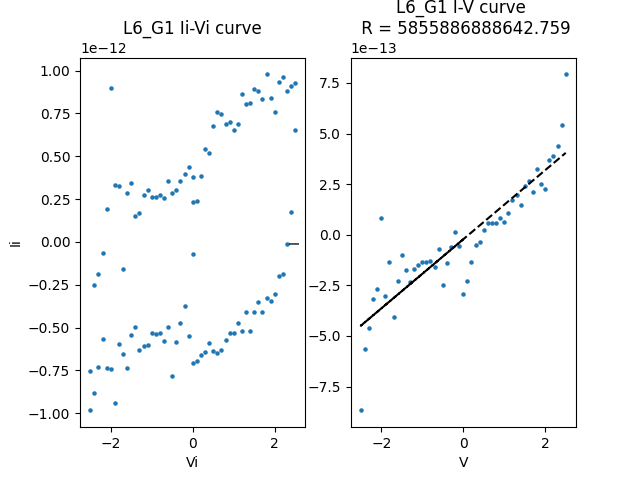 L6_G1 Ii-Vi curve
1e−12
1.00
0.75
0.50
0.25
0.00
−0.25
−0.50
−0.75
−1.00
Ii
−2
0
2
Vi
L6_G1 I-V curve
R = 5855886888642.759
1e−13
7.5
5.0
2.5
0.0
−2.5
−5.0
−7.5
−2
0
2
V